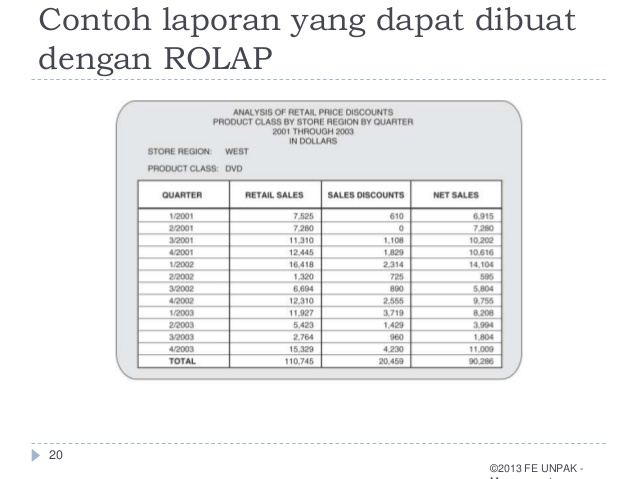 Contoh laporan yang dapat dibuat
dengan ROLAP
ANALYSIS OF RETAIL PRICE DISCOUNTS
PRODUCT CLASS BY STORE REGION BY QUARTER
2001 THROUGH 2003
IN DOLLARS
STORE REGION: WEST
PRODUCT CLASS: DVD
QUARTER RETAIL SALES SALES DISCOUNTS NET SALES
1/2001 7,525 610 6,915
2/2001 7,280 0 7,280
3/2001 11,310 1,108 10,202
4/2001 12,445 1,829 10,616
1/2002 16,418 2,314 14,104
2/2002 1,320 725 595
3/2002 6,694 890 5,804
4/2002 12,310 2,555 9,755
1/2003 11,927 3,719 8,208
2/2003 5,423 1,429 3,994
3/2003 2,764 960 1,804
4/2003 15,329 4,230 11,009
TOTAL 110,745 20,459 90,286
20
©2013 FE UNPAK -